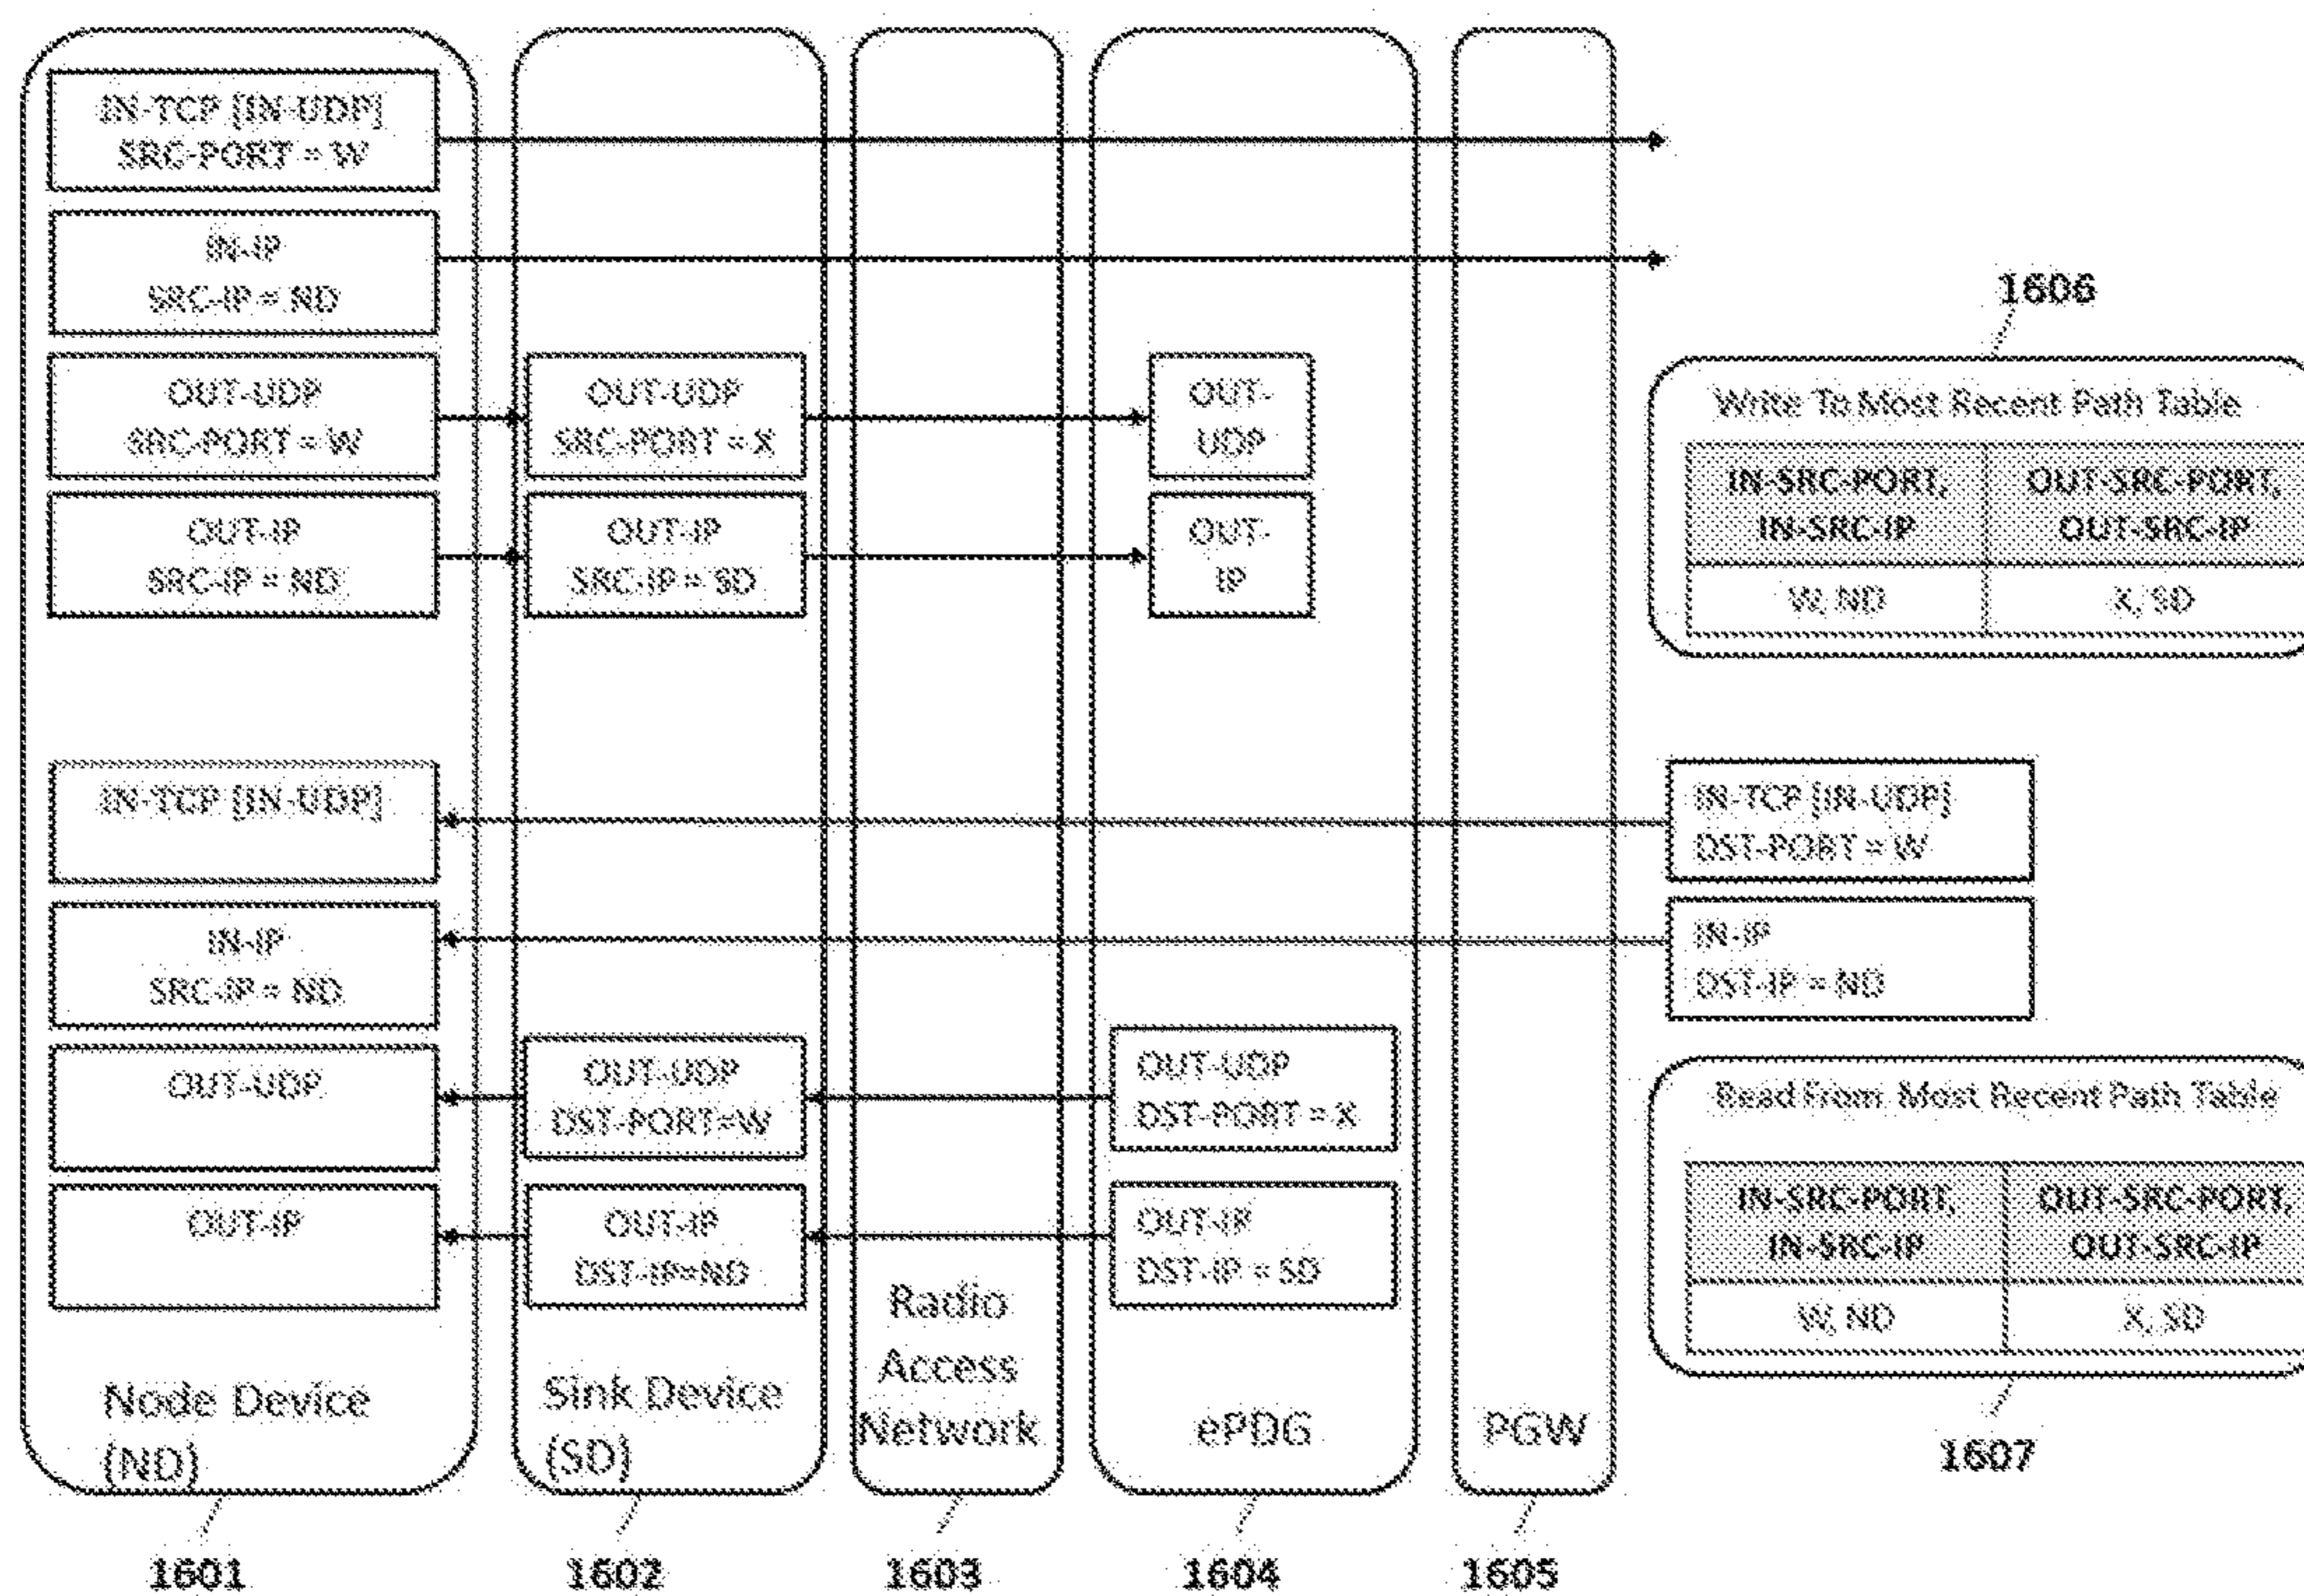 IN-TCP [IN-UDP]
SRC-PORT = W
IN-IP
SRC-IP = ND
OUT-UDP
SRC-PORT = W
OUT-IP
SRC-IP = ND
OUT-UDP
SRC-PORT = X
OUT-IP
SRC-IP = SD
OUT-
UDP
OUT-
IP
1606
Write To Most Recent Path Table
IN-SRC-PORT,
IN-SRC-IP
OUT-SRC-PORT,
OUT-SRC-IP
W, ND
X, SD
IN-TCP [IN-UDP]
IN-IP
SRC-IP = ND
OUT-UDP
OUT-IP
OUT-UDP
DST-PORT=W
OUT-IP
DST-IP=ND
OUT-UDP
DST-PORT = X
OUT-IP
DST-IP = SD
IN-TCP [IN-UDP]
DST-PORT = W
IN-IP
DST-IP = ND
Read From Most Recent Path Table
IN-SRC-PORT,
IN-SRC-IP
OUT-SRC-PORT,
OUT-SRC-IP
W, ND
X, SD
1607
Node Device
(ND)
Sink Device
(SD)
Radio
Access
Network
ePDG
PGW
1601
1602
1603
1604
1605